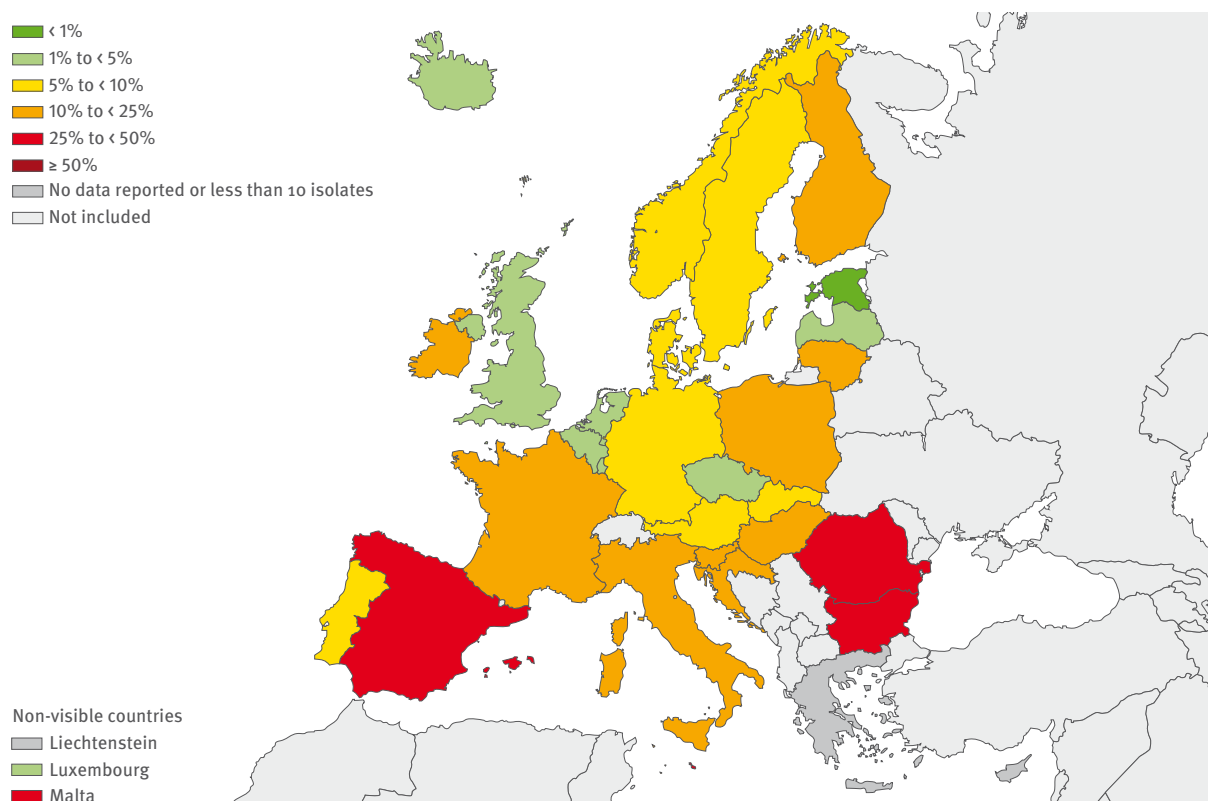 < 1%
1% to < 5%
5% to < 10%
10% to < 25%
25% to < 50%
≥ 50%
No data reported or less than 10 isolates
Not included
Non-visible countries
Liechtenstein
Luxembourg
Malta